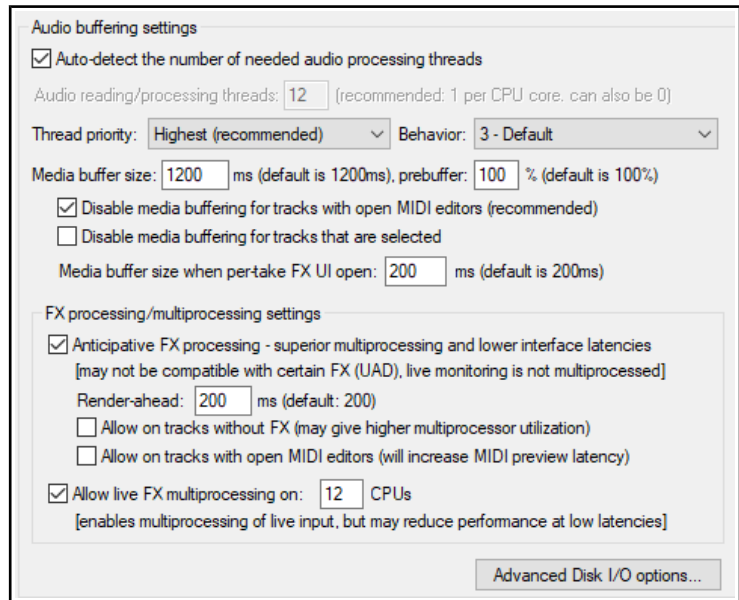 Audio buffering settings
Auto-detect the number of needed audio processing threads
Audio reading/processing threads: 12 (recommended: 1 per CPU core. can also be 0)
Thread priority: Highest (recommended) Behavior: 3 - Default
Media buffer size: 1200 ms (default is 1200ms), prebuffer: 100 % (default is 100%)
Disable media buffering for tracks with open MIDI editors (recommended)
Disable media buffering for tracks that are selected
Media buffer size when per-take FX UI open: 200 ms (default is 200ms)
FX processing/multiprocessing settings
Anticipative FX processing - superior multiprocessing and lower interface latencies
[may not be compatible with certain FX (UAD), live monitoring is not multiprocessed]
Render-ahead: 200 ms (default: 200)
Allow on tracks without FX (may give higher multiprocessor utilization)
Allow on tracks with open MIDI editors (will increase MIDI preview latency)
Allow live FX multiprocessing on: 12 CPUs
[enables multiprocessing of live input, but may reduce performance at low latencies]
Advanced Disk I/O options...